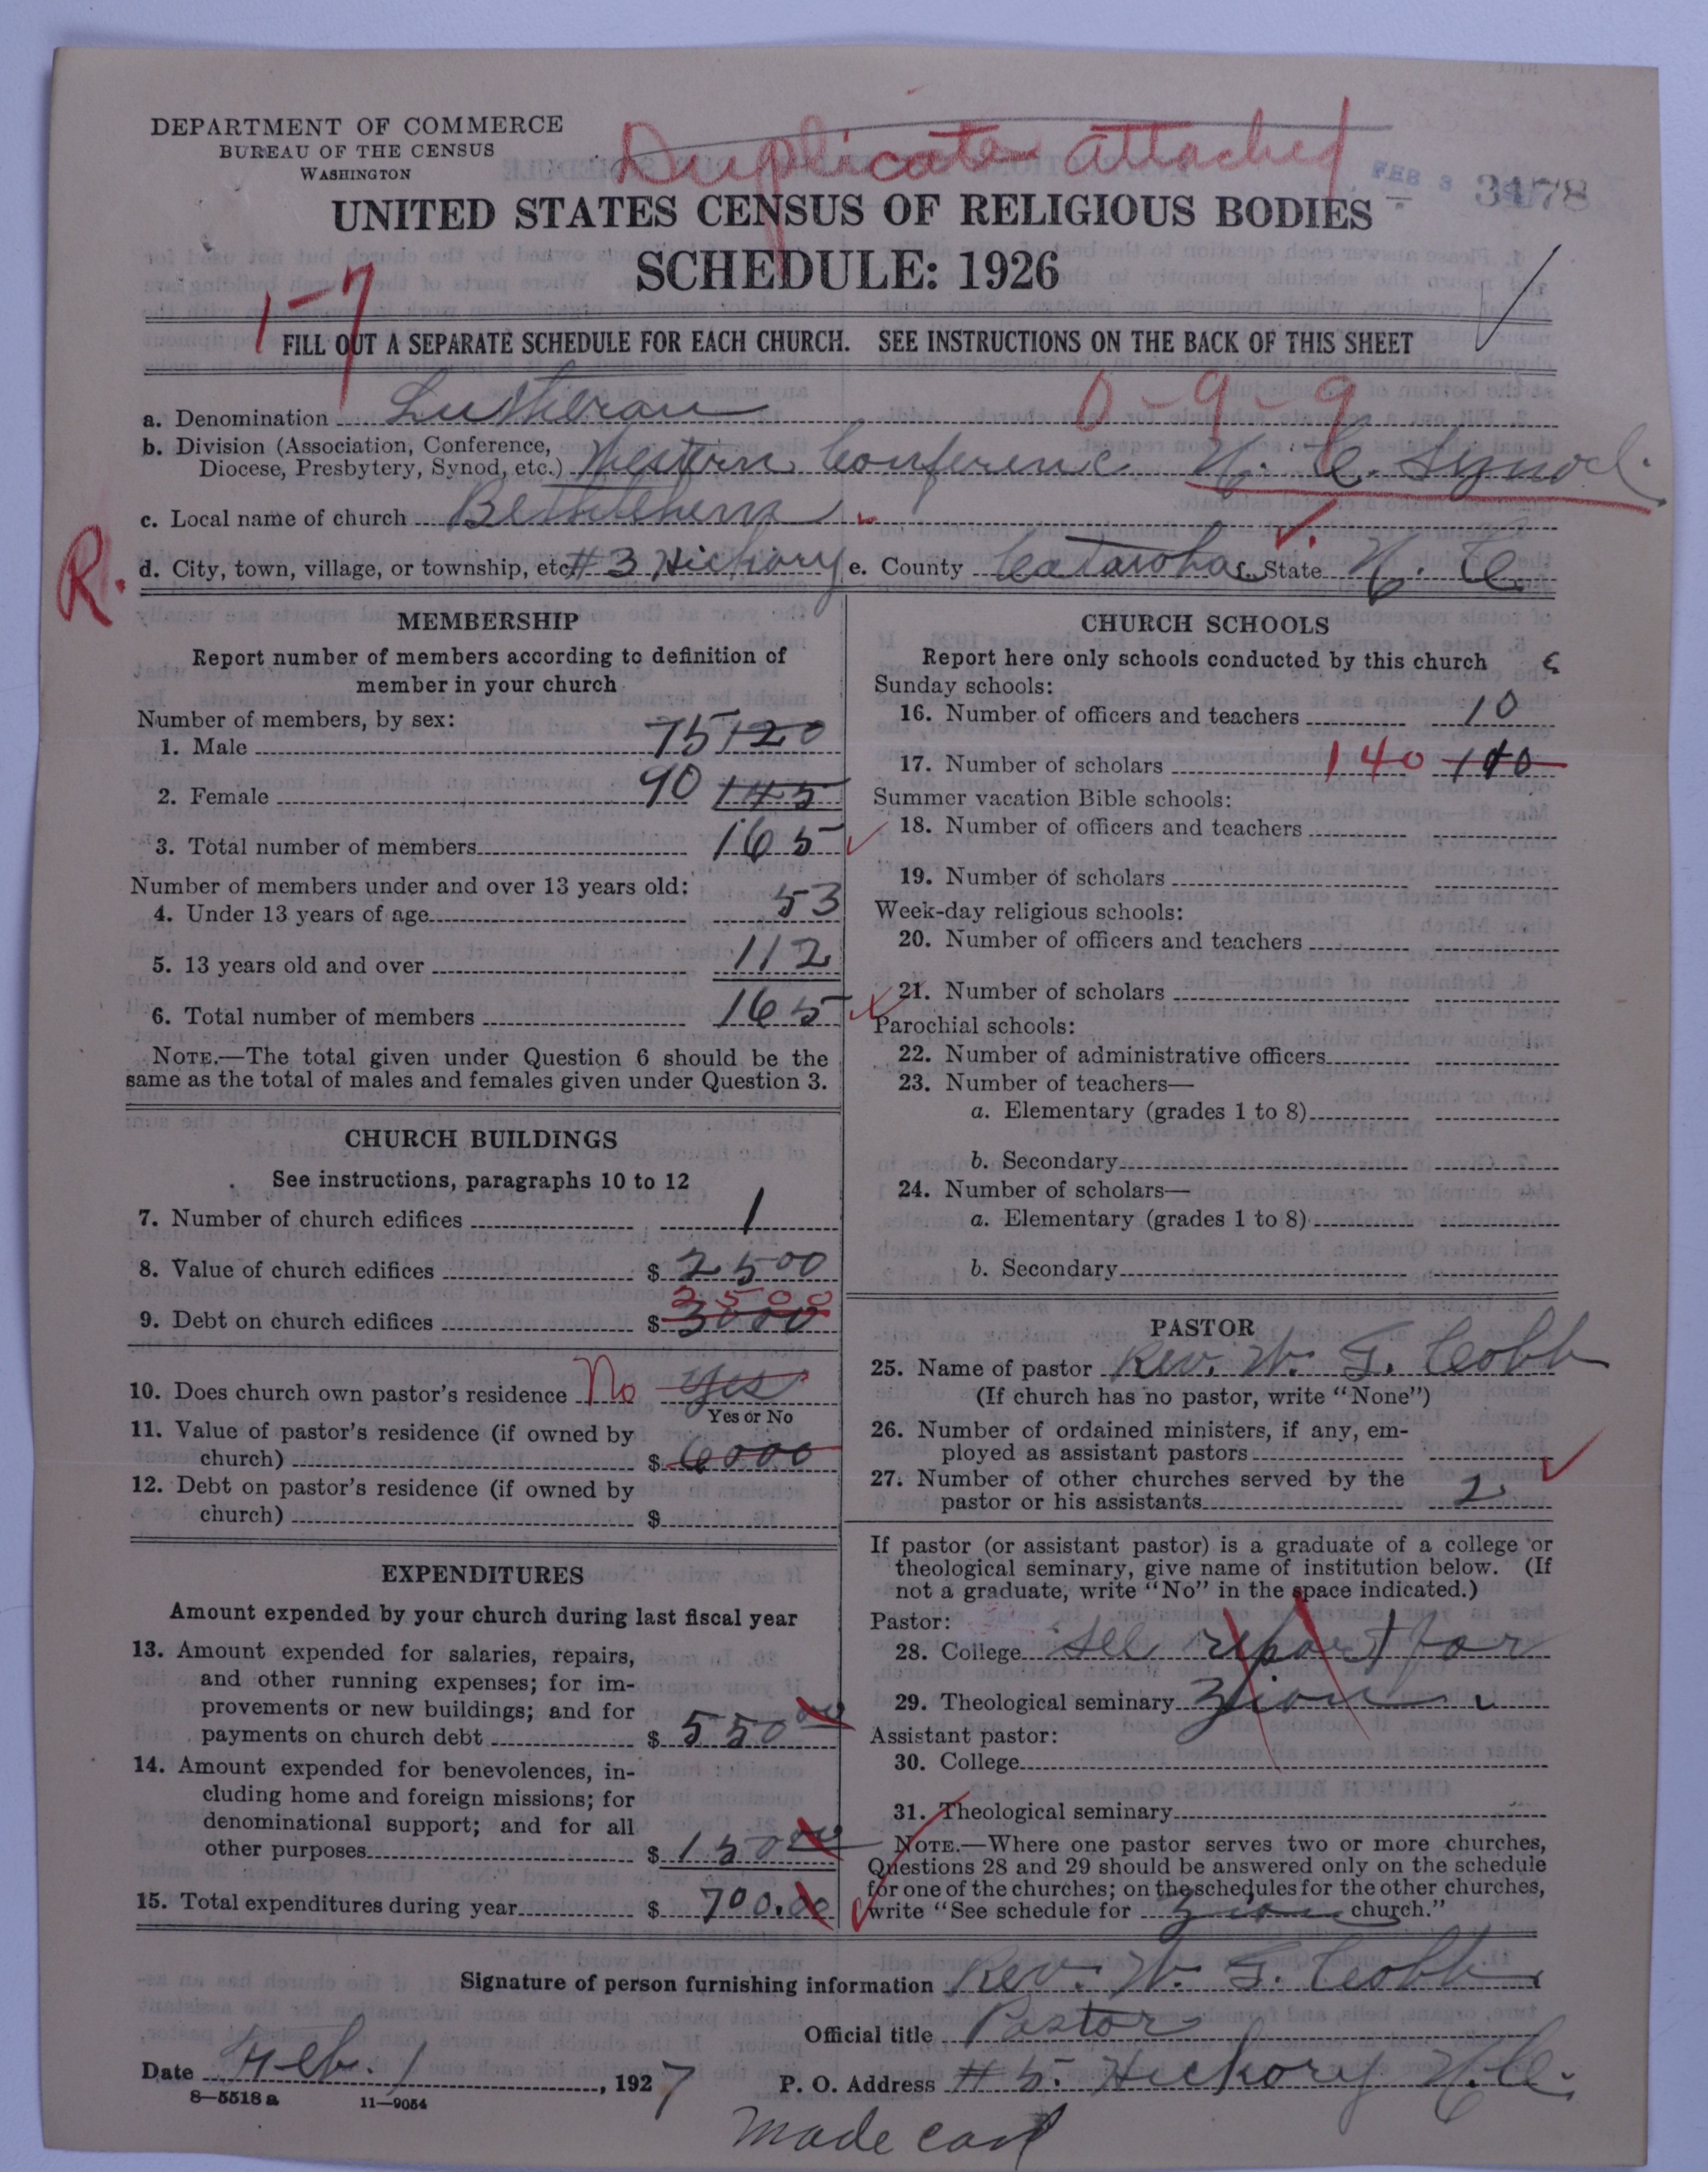 DEPARTMENT OF COMMERCE
BUREAU OF THE CENSUS
WASHINGTON
Duplicate attached
FEB 3 3478
UNITED STATES CENSUS OF RELIGIOUS BODIES
SCHEDULE: 1926
1-7
FILL OUT A SEPARATE SCHEDULE FOR EACH CHURCH. SEE INSTRUCTIONS ON THE BACK OF THIS SHEET
0-9-9
a. Denomination Lutheran
b. Division (Association, Conference,
Diocese, Presbytery, Synod, etc.) Western Conference N. C. Synod.
c. Local name of church Bethlehem
R. d. City, town, village, or township, etc. #3 Hickory e. County Catawba f. State N. C.
MEMBERSHIP
Report number of members according to definition of
member in your church
Number of members, by sex:
1. Male 75 120
2. Female 90 145
3. Total number of members 165
Number of members under and over 13 years old:
4. Under 13 years of age 53
5. 13 years old and over 112
6. Total number of members 165
NOTE.—The total given under Question 6 should be the
same as the total of males and females given under Question 3.
CHURCH BUILDINGS
See instructions, paragraphs 10 to 12
7. Number of church edifices 1
8. Value of church edifices $ 2500
2500
9. Debt on church edifices $ 3000
10. Does church own pastor's residence No Yes
Yes or No
11. Value of pastor's residence (if owned by
church) $ 6000
12. Debt on pastor's residence (if owned by
church) $
EXPENDITURES
Amount expended by your church during last fiscal year
13. Amount expended for salaries, repairs,
and other running expenses; for im-
provements or new buildings; and for
payments on church debt $ 550 00
14. Amount expended for benevolences, in-
cluding home and foreign missions; for
denominational support; and for all
other purposes $ 150 00
15. Total expenditures during year $ 700.00
CHURCH SCHOOLS
Report here only schools conducted by this church
Sunday schools:
16. Number of officers and teachers 10
17. Number of scholars 140 140
Summer vacation Bible schools:
18. Number of officers and teachers
19. Number of scholars
Week-day religious schools:
20. Number of officers and teachers
21. Number of scholars
Parochial schools:
22. Number of administrative officers
23. Number of teachers—
a. Elementary (grades 1 to 8)
b. Secondary
24. Number of scholars—
a. Elementary (grades 1 to 8)
b. Secondary
PASTOR
25. Name of pastor Rev. W. G. Cobb
(If church has no pastor, write "None")
26. Number of ordained ministers, if any, em-
ployed as assistant pastors
27. Number of other churches served by the
pastor or his assistants 2
If pastor (or assistant pastor) is a graduate of a college or
theological seminary, give name of institution below. (If
not a graduate, write "No" in the space indicated.)
Pastor:
28. College See report for
29. Theological seminary Zion
Assistant pastor:
30. College
31. Theological seminary
NOTE.—Where one pastor serves two or more churches,
Questions 28 and 29 should be answered only on the schedule
for one of the churches; on the schedules for the other churches,
write "See schedule for Zion church."
Signature of person furnishing information Rev. W. G. Cobb
Official title Pastor
Date Feb. 1, 1927 P. O. Address #5. Hickory N.C.
8—5518 a 11—9054
made card